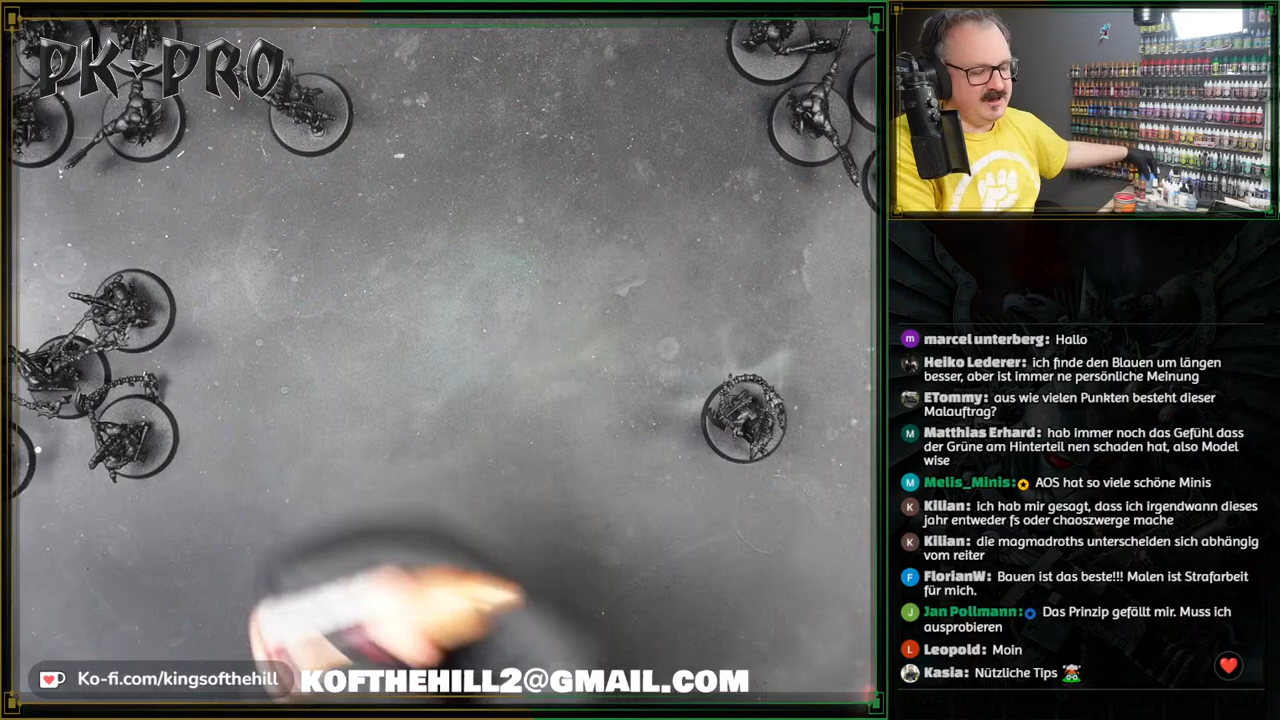 PK-PRO
marcel unterberg: Hallo
Heiko Lederer: ich finde den Blauen um längen
besser, aber ist immer ne persönliche Meinung
ETommy: aus wie vielen Punkten besteht dieser
Malauftrag?
Matthias Erhard: hab immer noch das Gefühl dass
der Grüne am Hinterteil nen schaden hat, also Model
wise
Melis_Minis: AOS hat so viele schöne Minis
Kilian: ich hab mir gesagt, dass ich irgendwann dieses
jahr entweder fs oder chaoszwerge mache
Kilian: die magmadroths unterscheiden sich abhängig
vom reiter
FlorianW: Bauen ist das beste!!! Malen ist Strafarbeit
für mich.
Jan Pollmann: Das Prinzip gefällt mir. Muss ich
ausprobieren
Leopold: Moin
Kasia: Nützliche Tips
Ko-fi.com/kingsofthehill
KOFTHEHILL2@GMAIL.COM